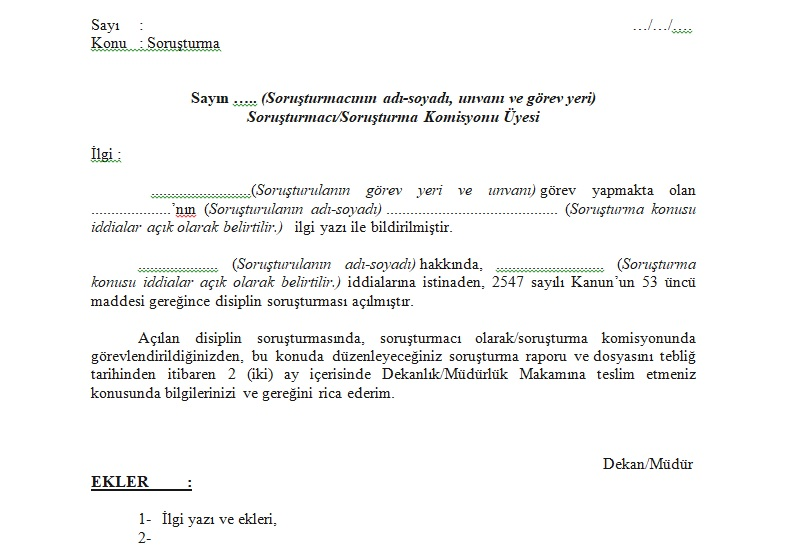 Sayı :
…/…/….
Konu : Soruşturma
Sayın ….. (Soruşturmacının adı-soyadı, unvanı ve görev yeri)
Soruşturmacı/Soruşturma Komisyonu Üyesi
İlgi :
.........................(Soruşturulanın görev yeri ve unvanı) görev yapmakta olan
....................’nın (Soruşturulanın adı-soyadı) ........................................... (Soruşturma konusu
iddialar açık olarak belirtilir.) ilgi yazı ile bildirilmiştir.
.................... (Soruşturulanın adı-soyadı) hakkında, ........................... (Soruşturma
konusu iddialar açık olarak belirtilir.) iddialarına istinaden, 2547 sayılı Kanun’un 53 üncü
maddesi gereğince disiplin soruşturması açılmıştır.
Açılan disiplin soruşturmasında, soruşturmacı olarak/soruşturma komisyonunda
görevlendirildiğinizden, bu konuda düzenleyeceğiniz soruşturma raporu ve dosyasını tebliğ
tarihinden itibaren 2 (iki) ay içerisinde Dekanlık/Müdürlük Makamına teslim etmeniz
konusunda bilgilerinizi ve gereğini rica ederim.
Dekan/Müdür
EKLER :
1- İlgi yazı ve ekleri,
2-